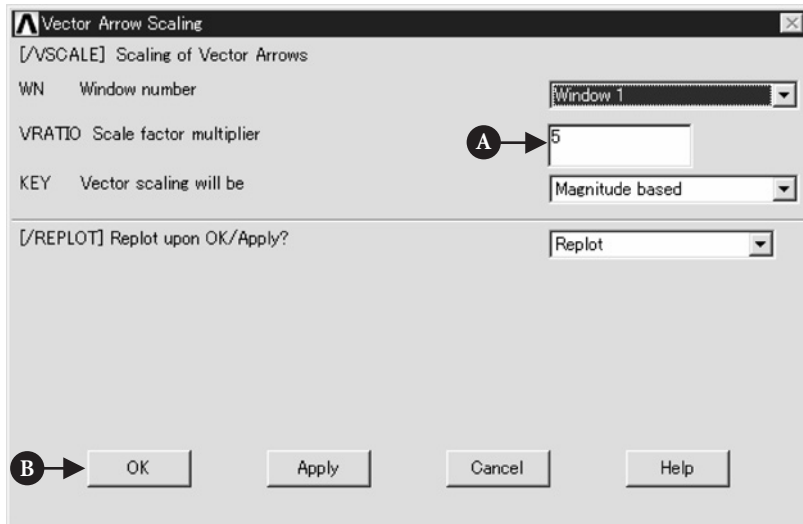 Vector Arrow Scaling
[/VSCALE] Scaling of Vector Arrows
WN Window number Window 1
VRATIO Scale factor multiplier A 5
KEY Vector scaling will be Magnitude based
[/REPLOT] Replot upon OK/Apply? Replot
B OK Apply Cancel Help